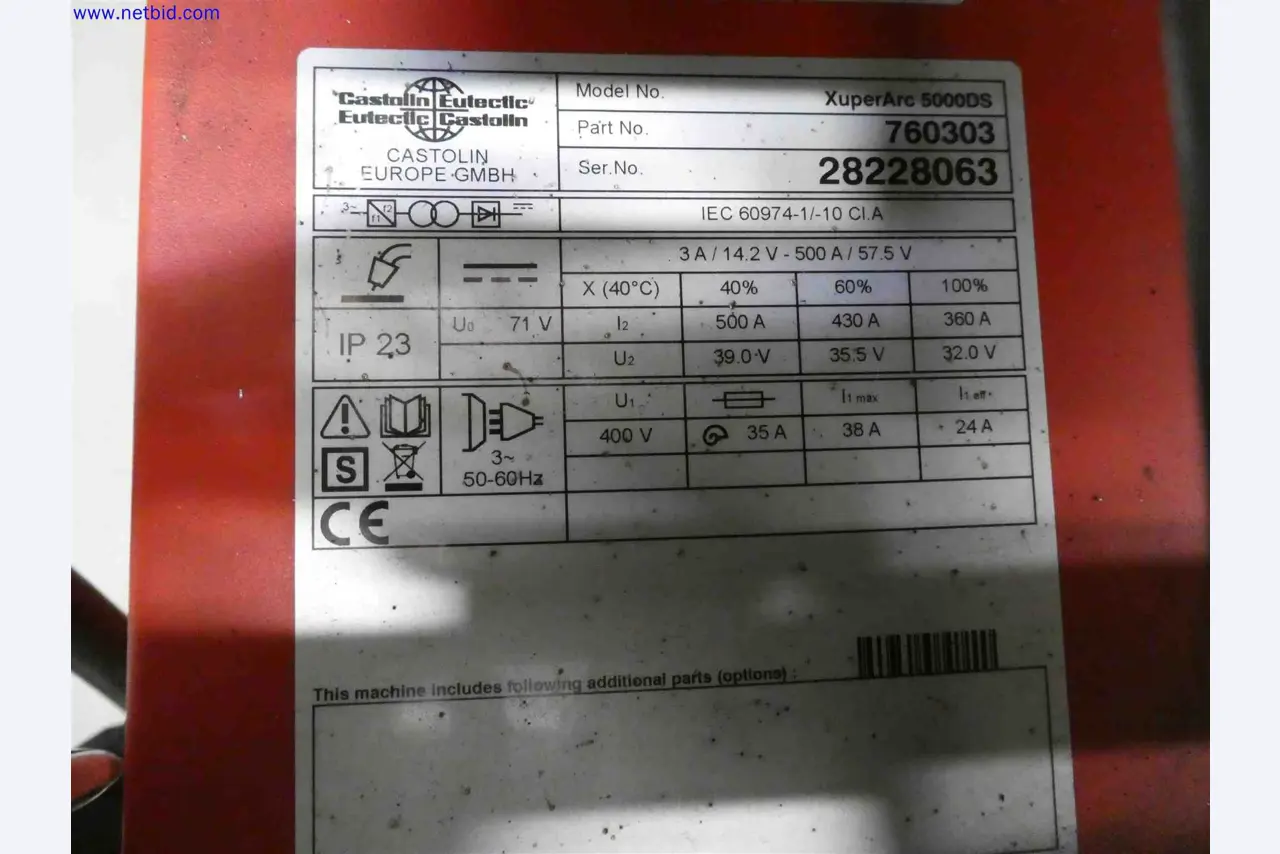 www.netbid.com
Castolin Eutectic
Eutectic Castolin
CASTOLIN
EUROPE GMBH
Model No. XuperArc 5000DS
Part No. 760303
Ser.No. 28228063
3~ f1 f2
IEC 60974-1/-10 Cl.A
3 A / 14.2 V - 500 A / 57.5 V
X (40°C) 40% 60% 100%
IP 23
U0 71 V
I2 500 A 430 A 360 A
U2 39.0 V 35.5 V 32.0 V
U1 I1 max I1 eff
400 V 35 A 38 A 24 A
S
3~
50-60Hz
CE
This machine includes following additional parts (options) :